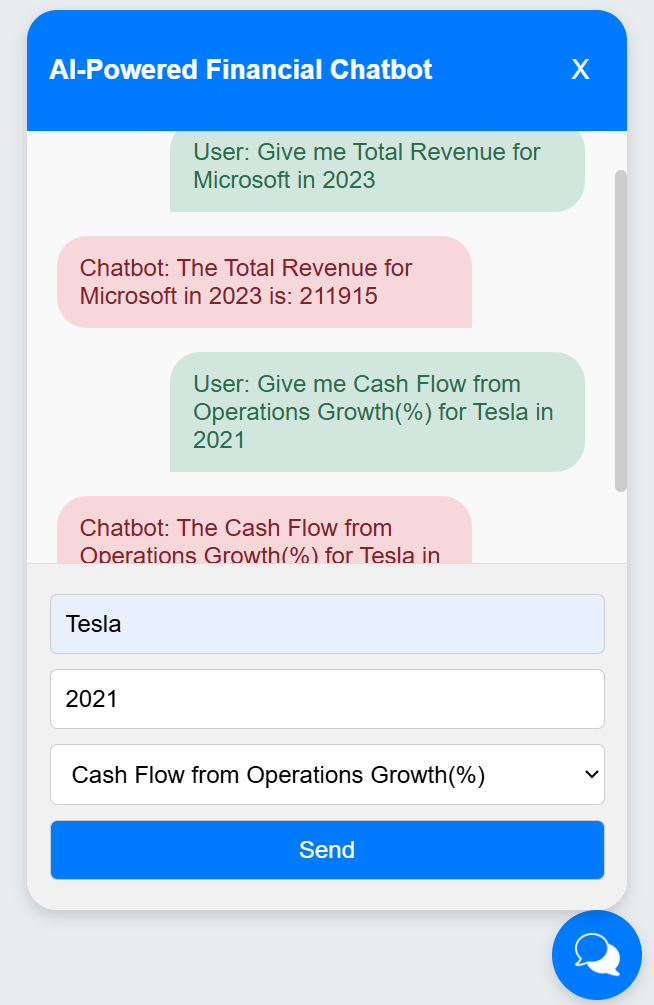 AI-Powered Financial Chatbot
X
User: Give me Total Revenue for
Microsoft in 2023
Chatbot: The Total Revenue for
Microsoft in 2023 is: 211915
User: Give me Cash Flow from
Operations Growth(%) for Tesla in
2021
Chatbot: The Cash Flow from
Operations Growth(%) for Tesla in
Tesla
2021
Cash Flow from Operations Growth(%)
Send